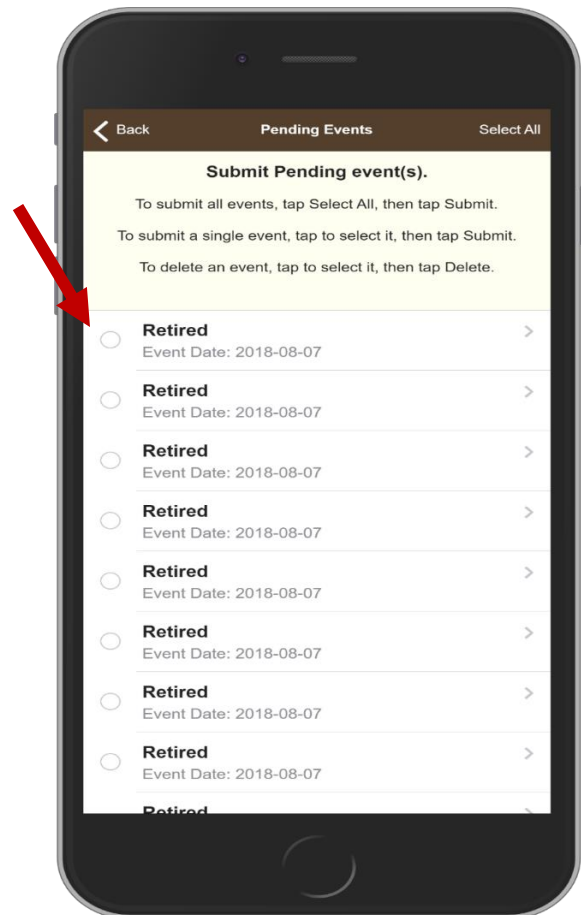 Back Pending Events Select All
Submit Pending event(s).
To submit all events, tap Select All, then tap Submit.
To submit a single event, tap to select it, then tap Submit.
To delete an event, tap to select it, then tap Delete.
Retired
Event Date: 2018-08-07
Retired
Event Date: 2018-08-07
Retired
Event Date: 2018-08-07
Retired
Event Date: 2018-08-07
Retired
Event Date: 2018-08-07
Retired
Event Date: 2018-08-07
Retired
Event Date: 2018-08-07
Retired
Event Date: 2018-08-07
Retired